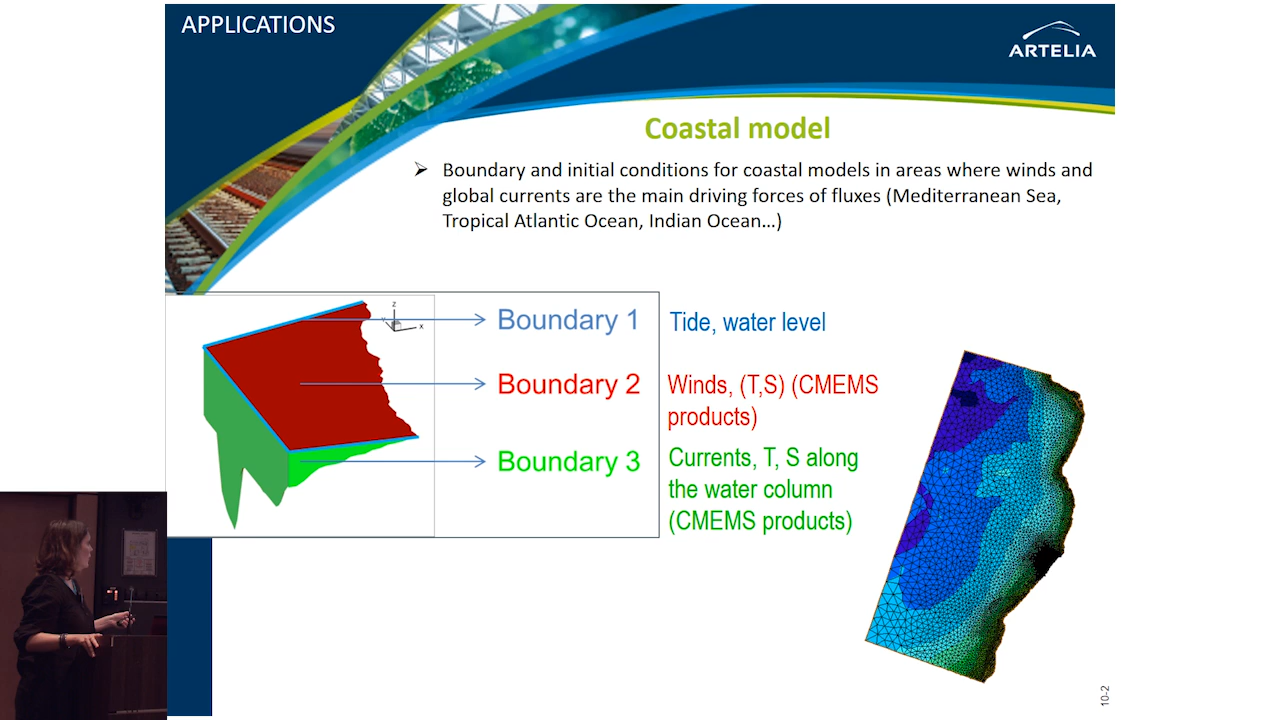 APPLICATIONS
ARTELIA
Coastal model
Boundary and initial conditions for coastal models in areas where winds and
global currents are the main driving forces of fluxes (Mediterranean Sea,
Tropical Atlantic Ocean, Indian Ocean…)
z
Y
x
Boundary 1
Tide, water level
Boundary 2
Winds, (T,S) (CMEMS
products)
Boundary 3
Currents, T, S along
the water column
(CMEMS products)
10-2